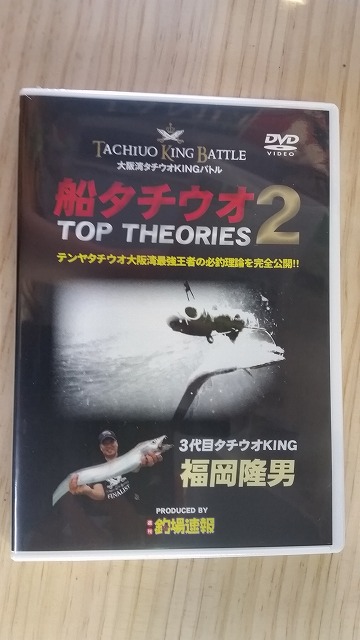 TACHIUO KING BATTLE
大阪湾タチウオKINGバトル
DVD
VIDEO
船タチウオ2
TOP THEORIES
テンヤタチウオ大阪湾最強王者の必釣理論を完全公開!!
3代目タチウオKING
福岡隆男
FINALIST
PRODUCED BY
週刊
釣場速報